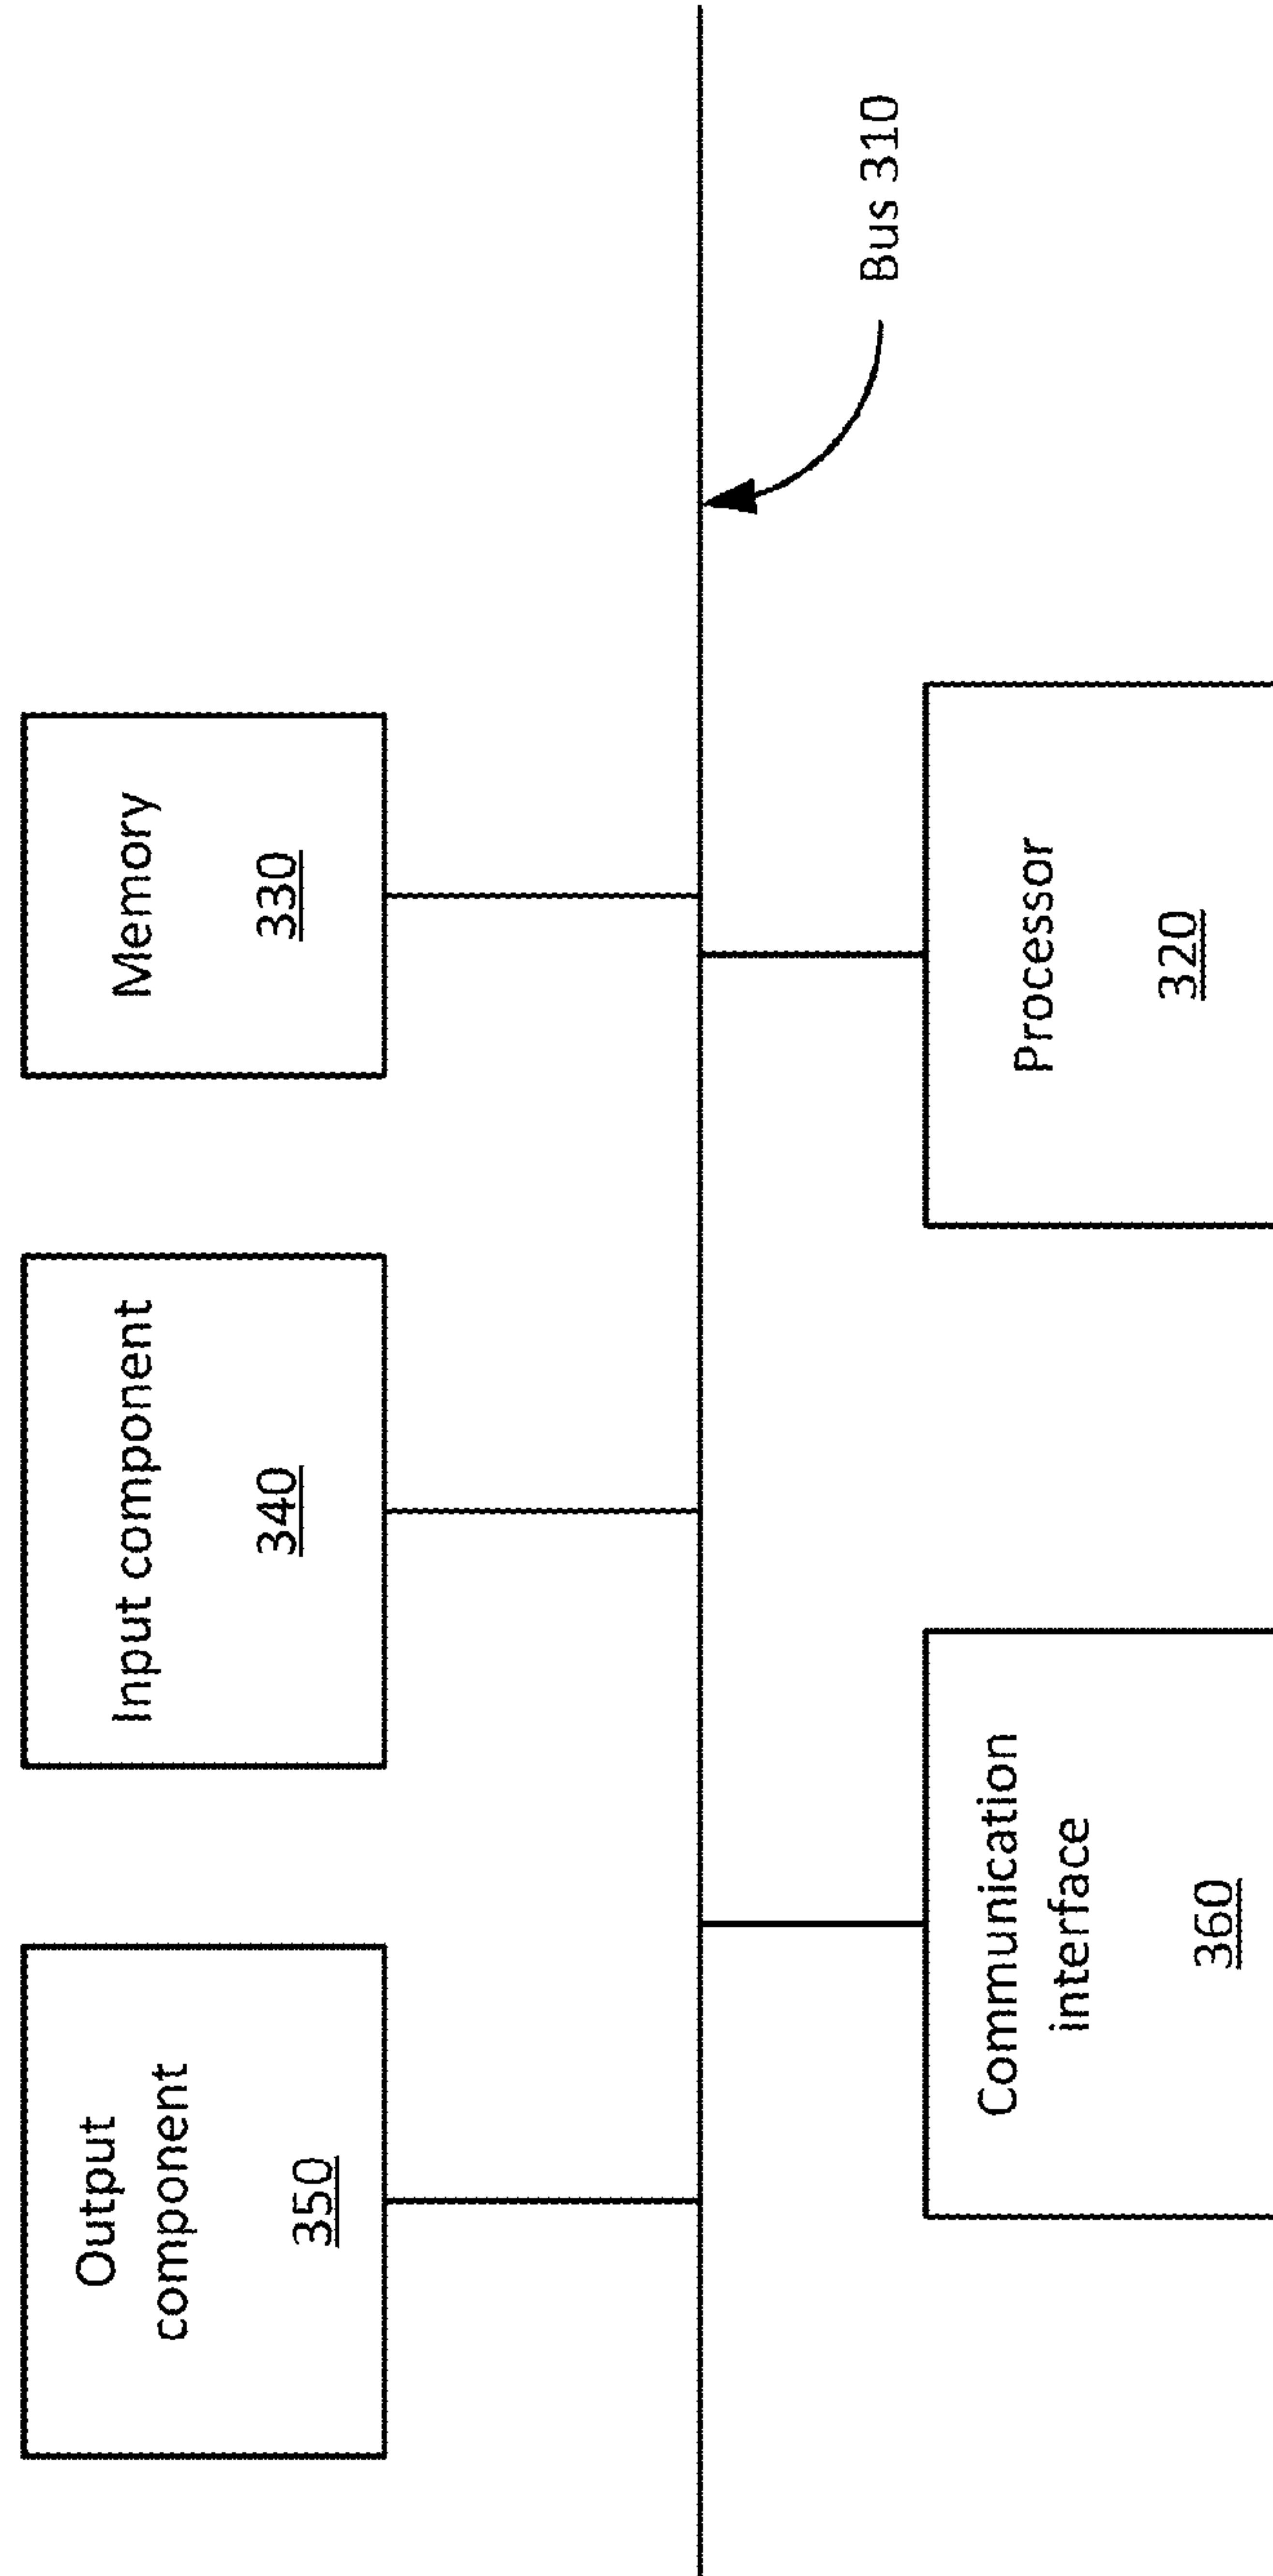 Output
component
350
Input component
340
Memory
330
Bus 310
Communication
interface
360
Processor
320